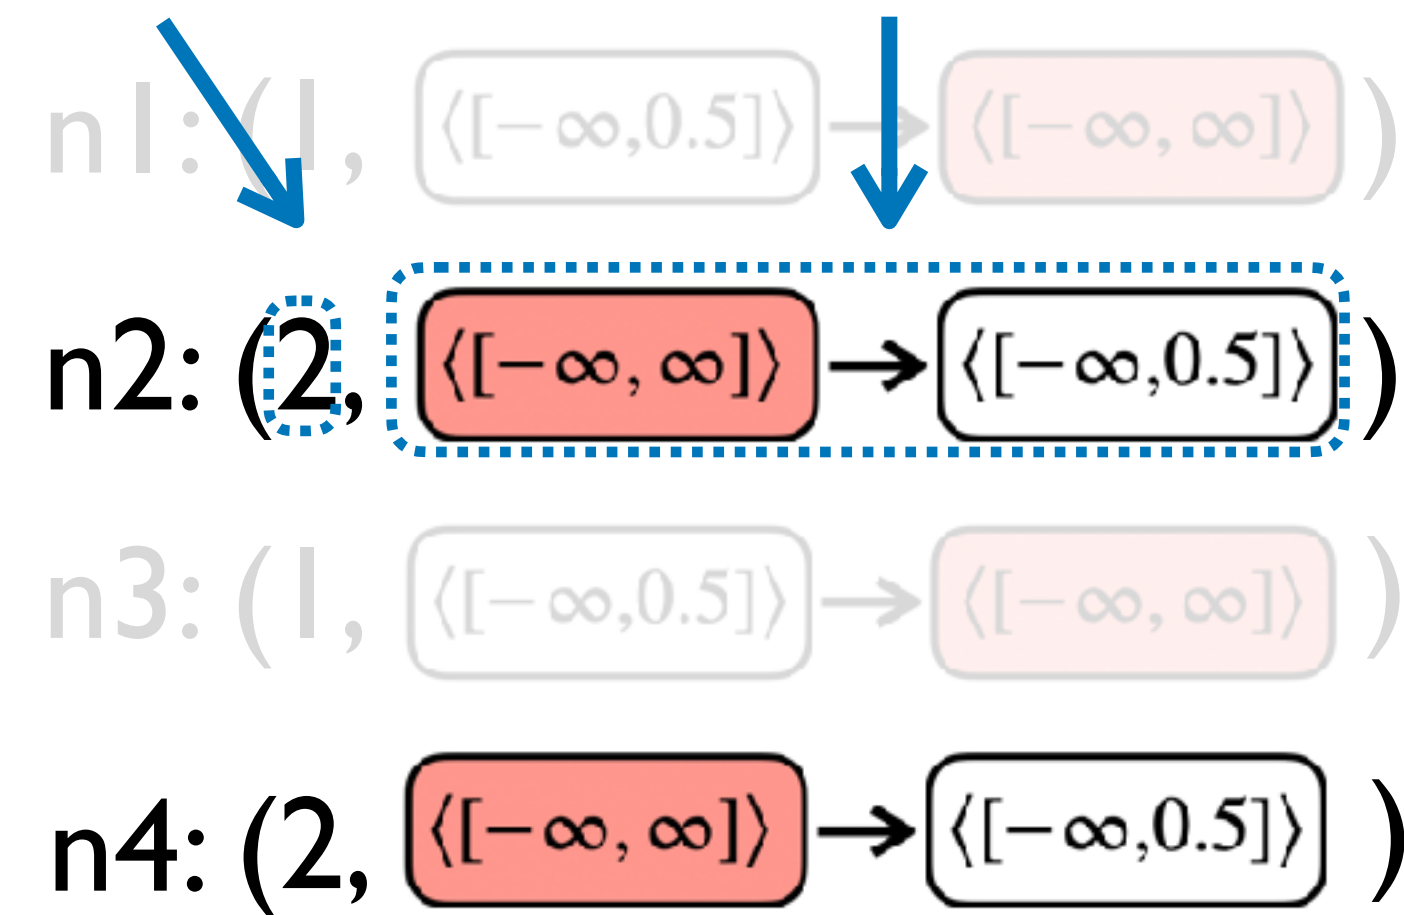 n1: (1, ⟨[−∞,0.5]⟩ → ⟨[−∞, ∞]⟩ )
n2: (2, ⟨[−∞, ∞]⟩ → ⟨[−∞,0.5]⟩ )
n3: (1, ⟨[−∞,0.5]⟩ → ⟨[−∞, ∞]⟩ )
n4: (2, ⟨[−∞, ∞]⟩ → ⟨[−∞,0.5]⟩ )